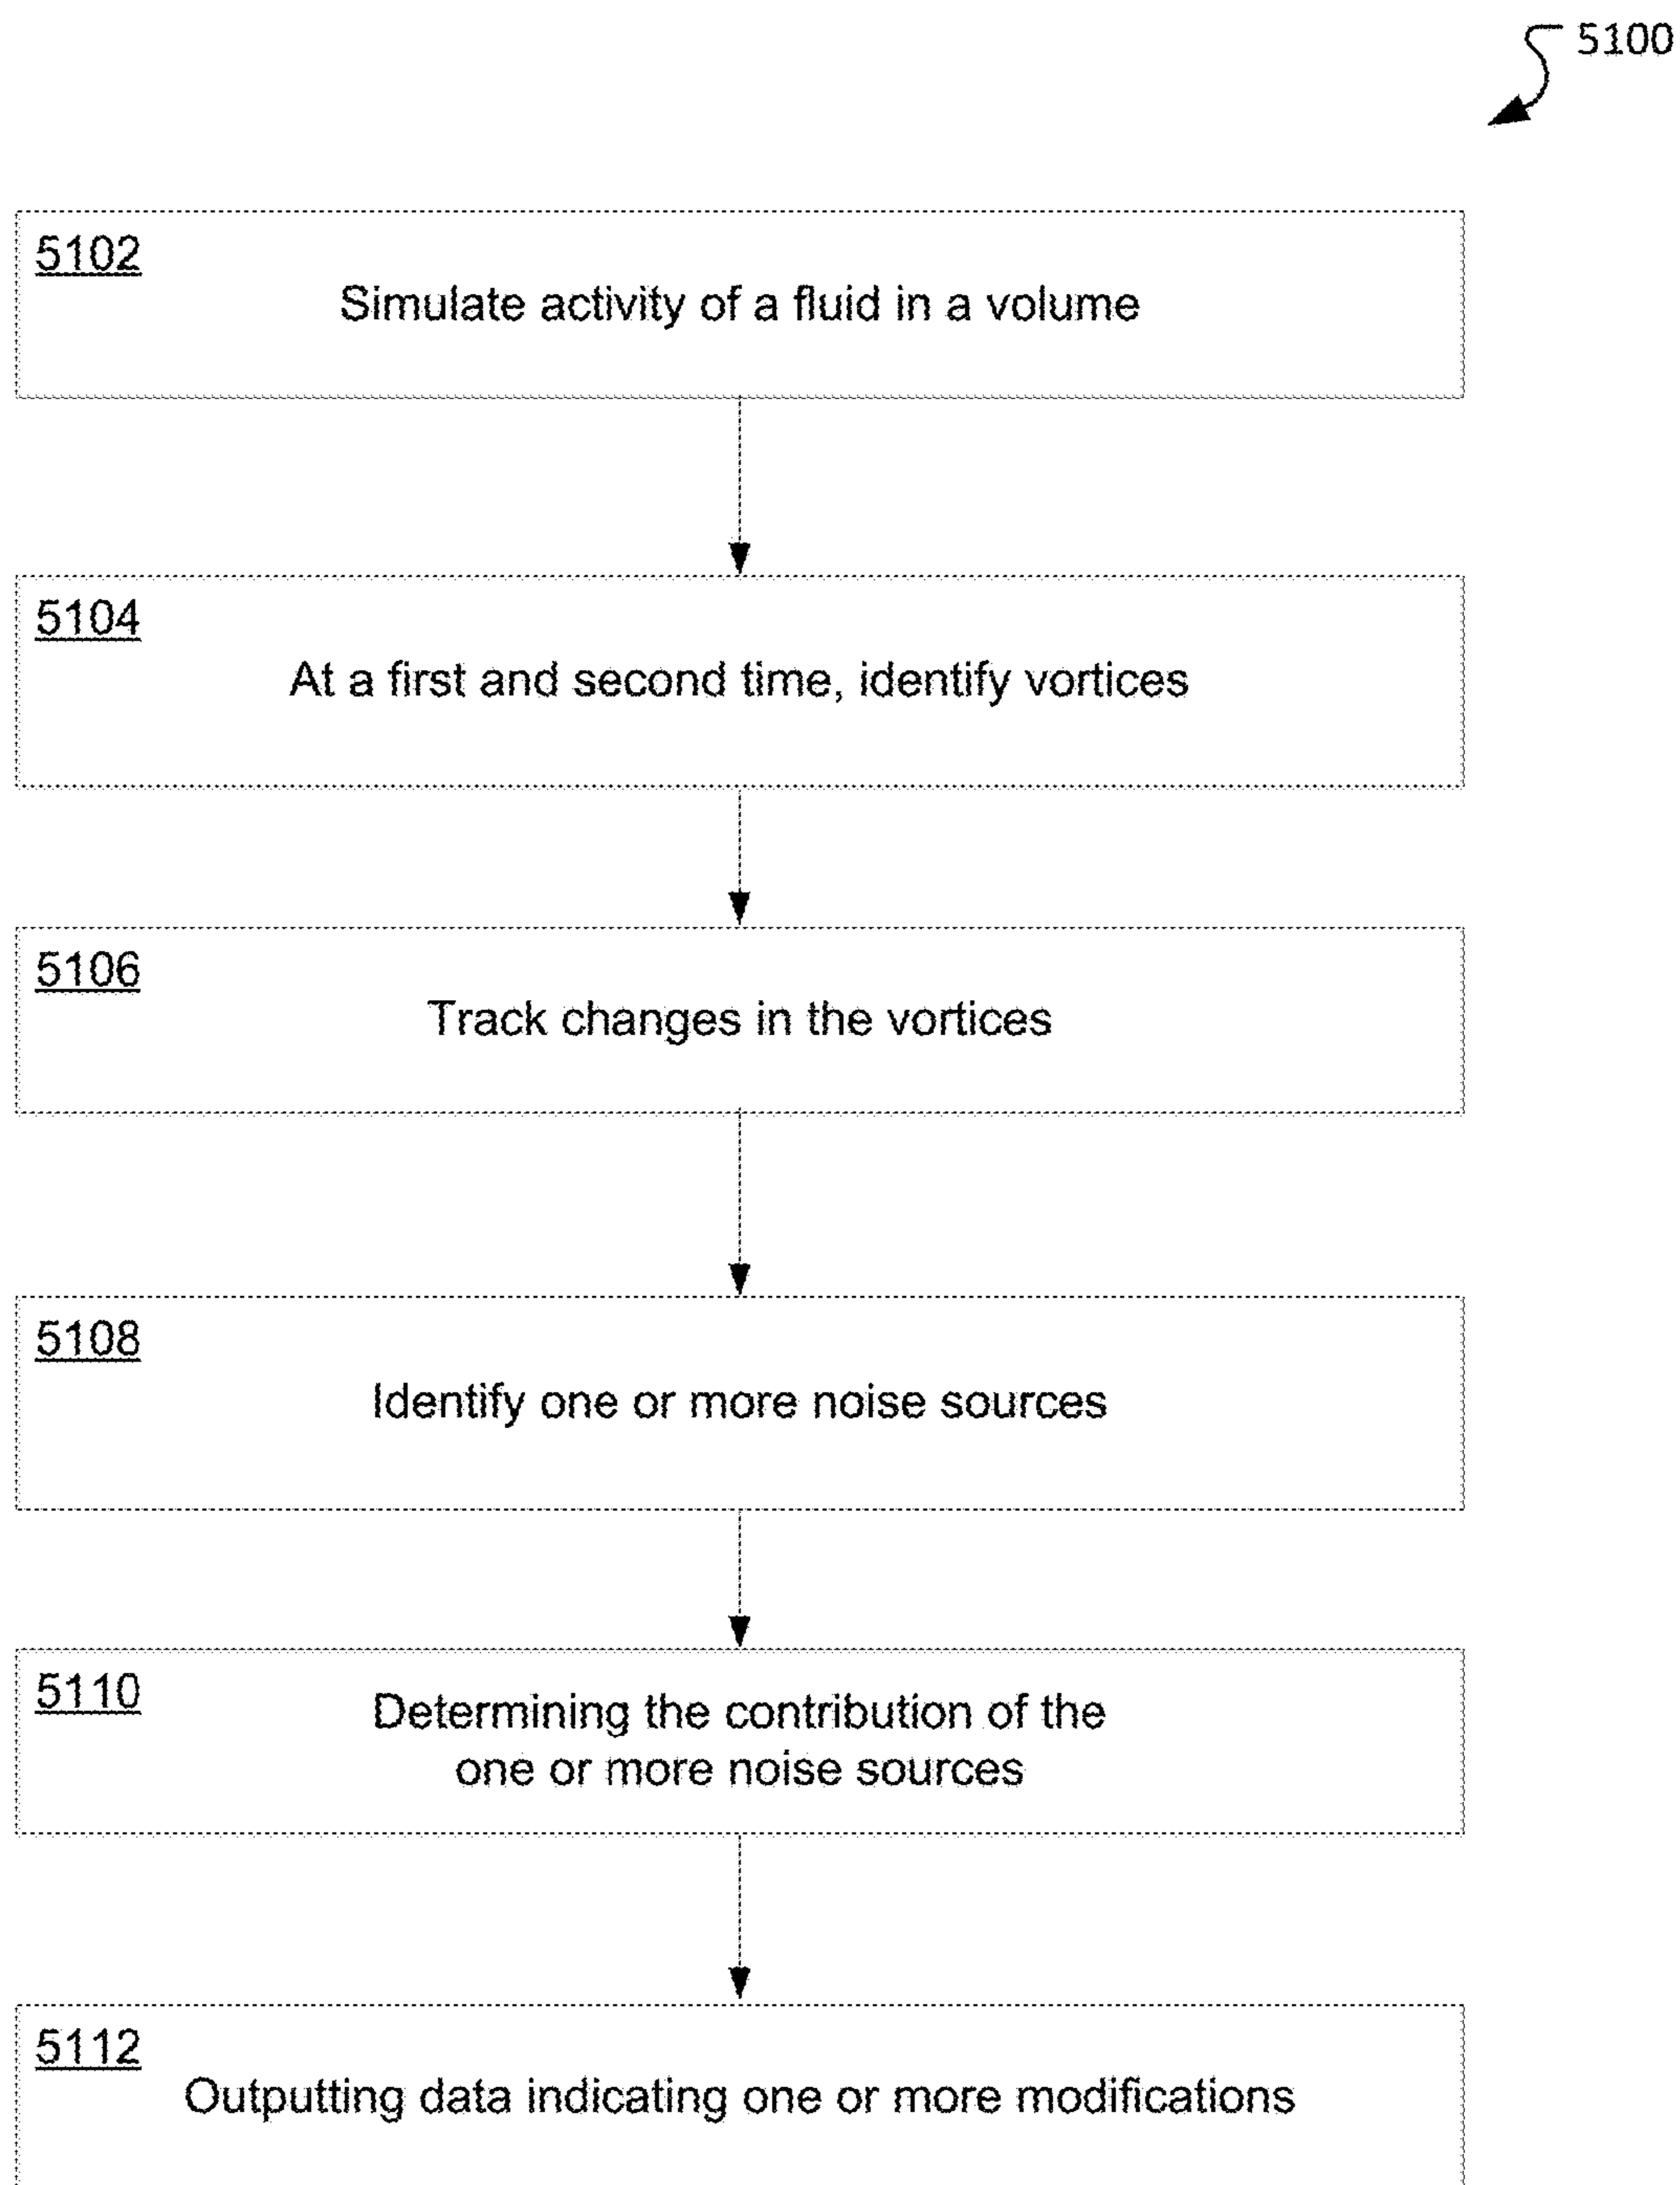 5100
5102
Simulate activity of a fluid in a volume
5104
At a first and second time, identify vortices
5106
Track changes in the vortices
5108
Identify one or more noise sources
5110
Determining the contribution of the
one or more noise sources
5112
Outputting data indicating one or more modifications